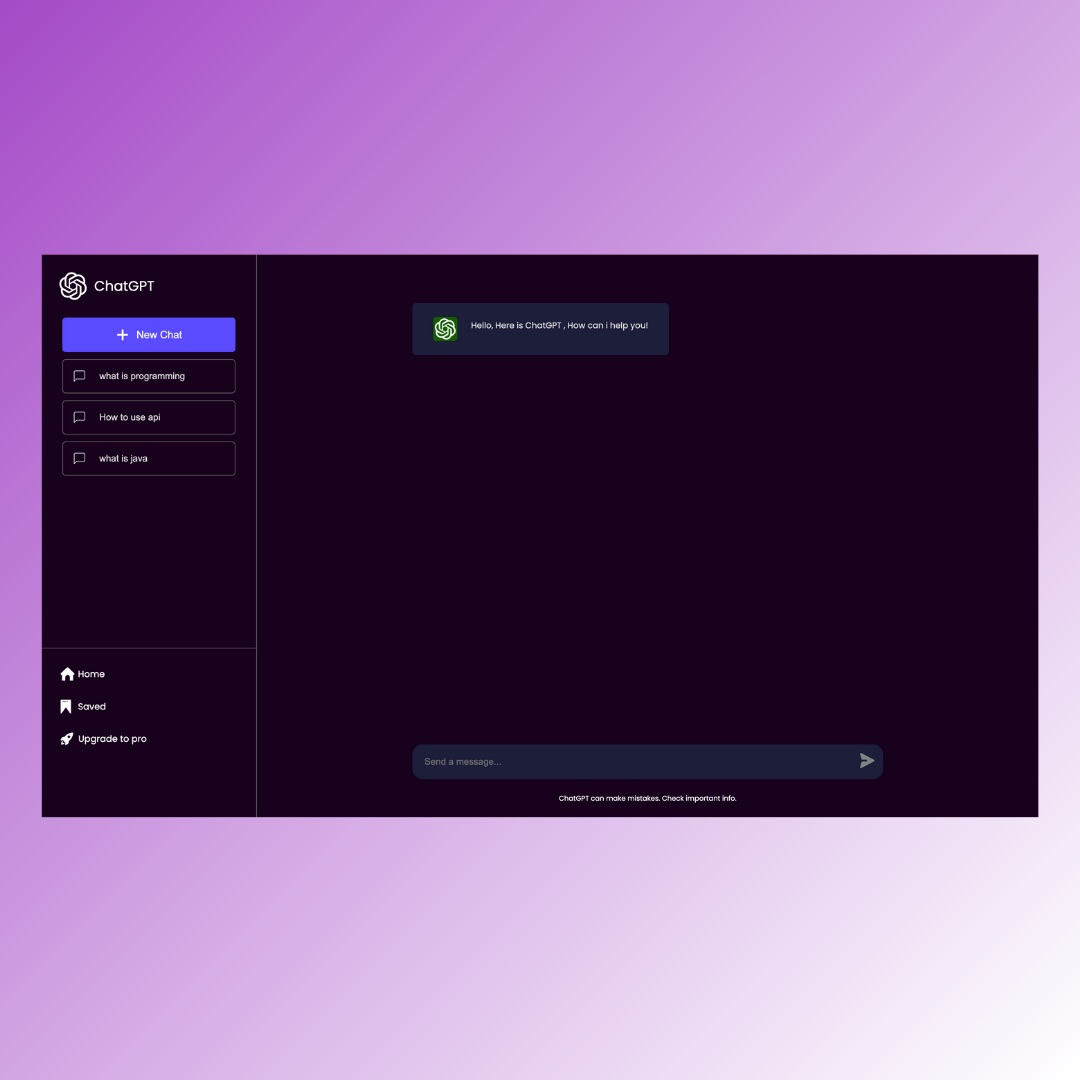 ChatGPT
New Chat
what is programming
How to use api
what is java
Home
Saved
Upgrade to pro
Hello, Here is ChatGPT , How can i help you!
Send a message...
ChatGPT can make mistakes. Check important info.